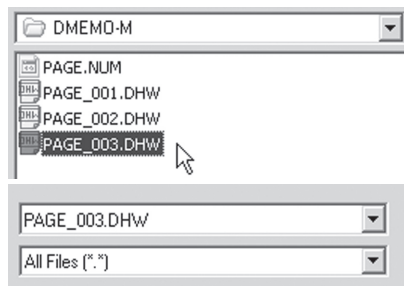 DMEMO-M
PAGE.NUM
PAGE_001.DHW
PAGE_002.DHW
PAGE_003.DHW
PAGE_003.DHW
All Files (*.*)